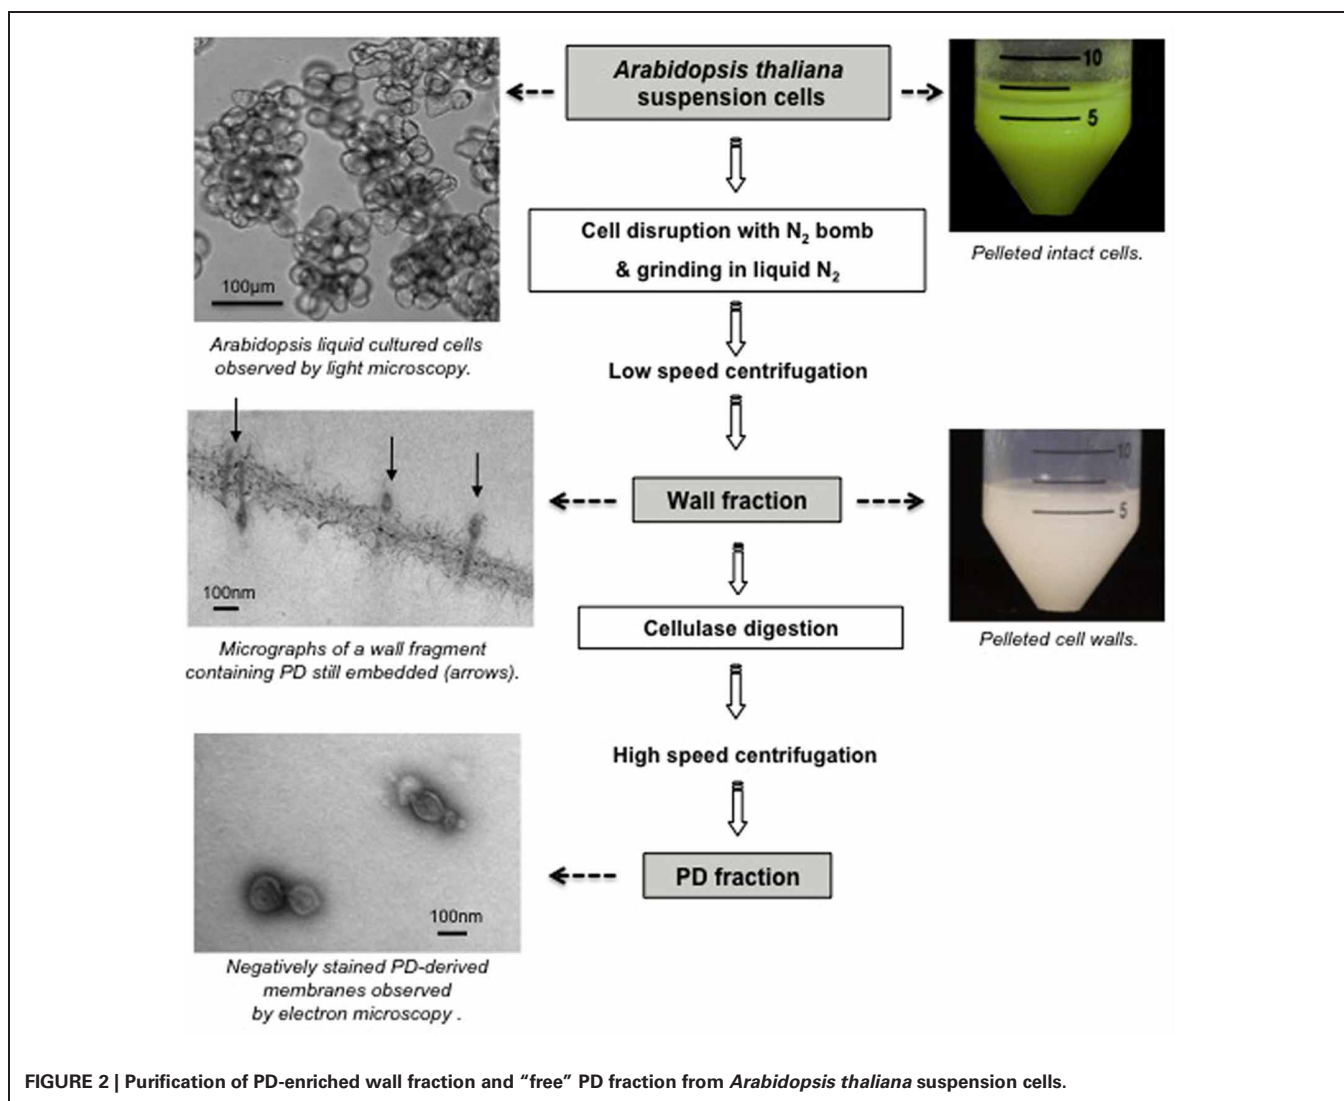 Arabidopsis thaliana
suspension cells
10
5
Pelleted intact cells.
100µm
Arabidopsis liquid cultured cells
observed by light microscopy.
Cell disruption with N₂ bomb
& grinding in liquid N₂
Low speed centrifugation
Wall fraction
100nm
Micrographs of a wall fragment
containing PD still embedded (arrows).
10
5
Pelleted cell walls.
Cellulase digestion
High speed centrifugation
PD fraction
100nm
Negatively stained PD-derived
membranes observed
by electron microscopy .
FIGURE 2 | Purification of PD-enriched wall fraction and “free” PD fraction from Arabidopsis thaliana suspension cells.